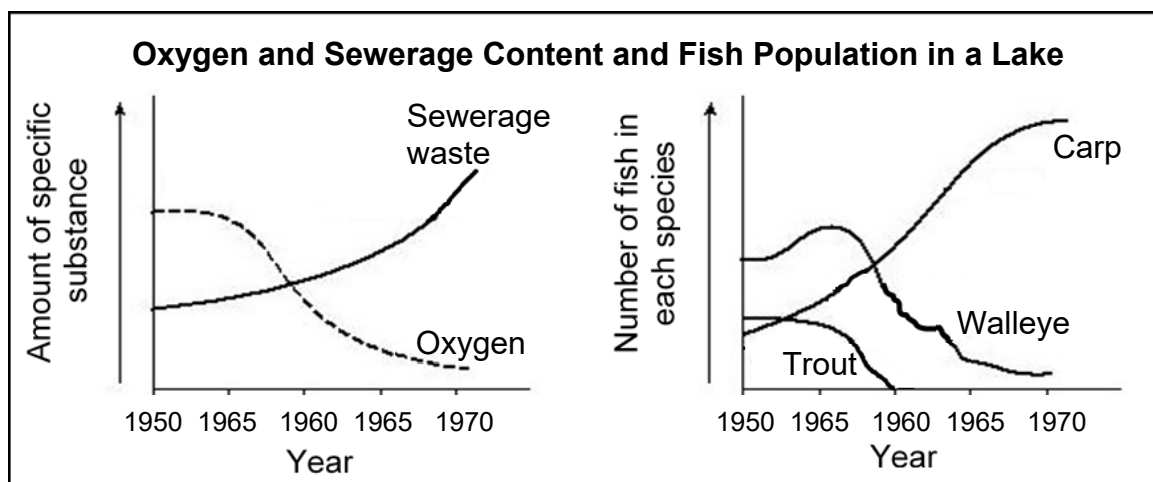 Oxygen and Sewerage Content and Fish Population in a Lake
Amount of specific
substance
Sewerage
waste
Oxygen
1950 1965 1960 1965 1970
Year
Number of fish in
each species
Carp
Walleye
Trout
1950 1965 1960 1965 1970
Year